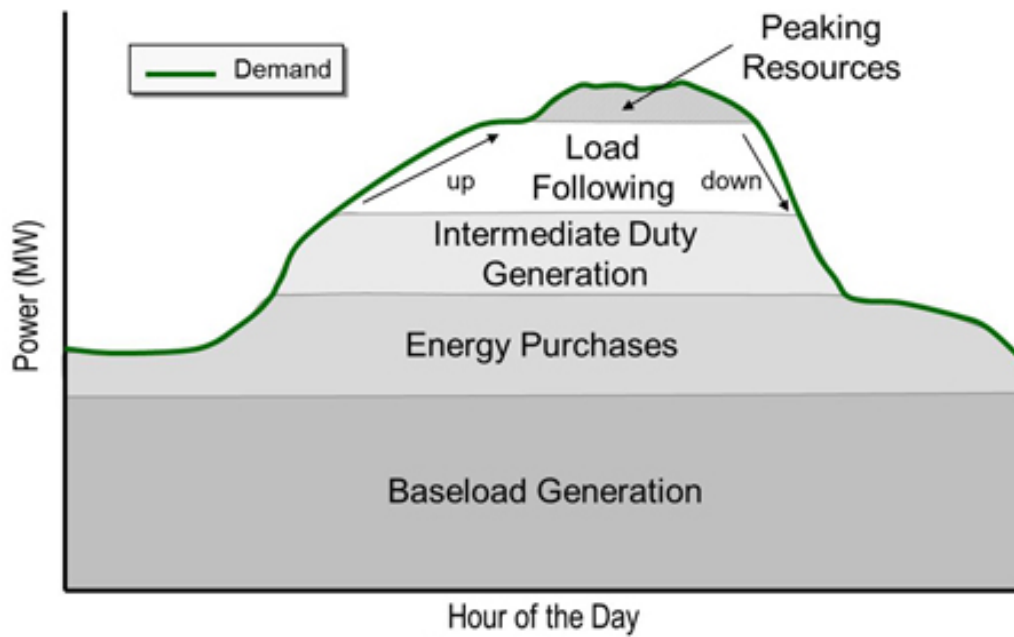 Demand
Peaking
Resources
Load
Following
up
down
Intermediate Duty
Generation
Energy Purchases
Baseload Generation
Power (MW)
Hour of the Day